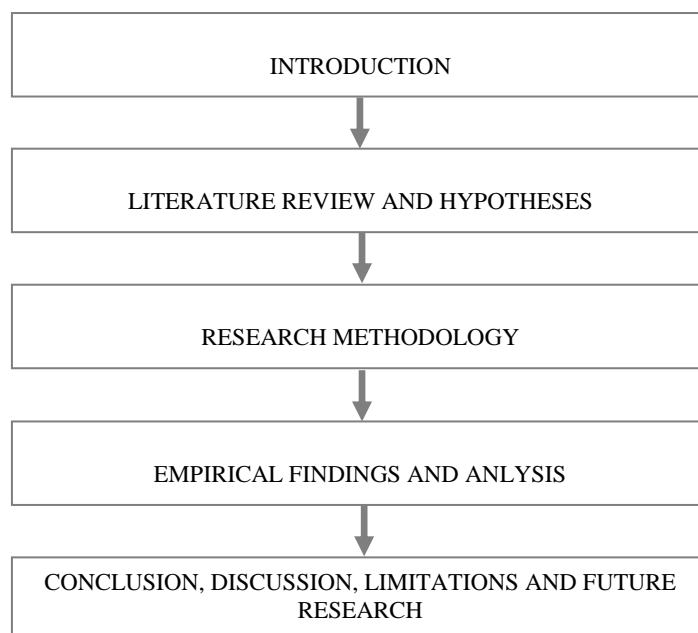 INTRODUCTION
LITERATURE REVIEW AND HYPOTHESES
RESEARCH METHODOLOGY
EMPIRICAL FINDINGS AND ANLYSIS
CONCLUSION, DISCUSSION, LIMITATIONS AND FUTURE
RESEARCH